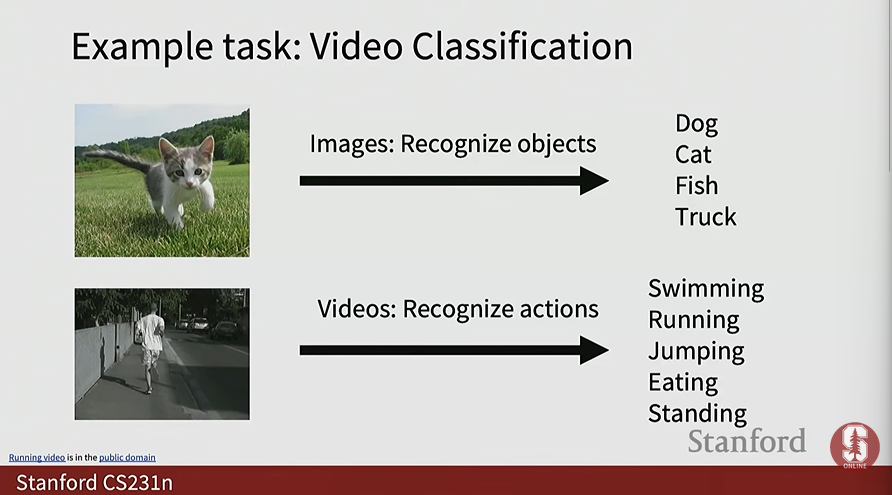 Example task: Video Classification
Images: Recognize objects
Dog
Cat
Fish
Truck
Videos: Recognize actions
Swimming
Running
Jumping
Eating
Standing
Stanford
S
ONLINE
Running video is in the public domain
Stanford CS231n